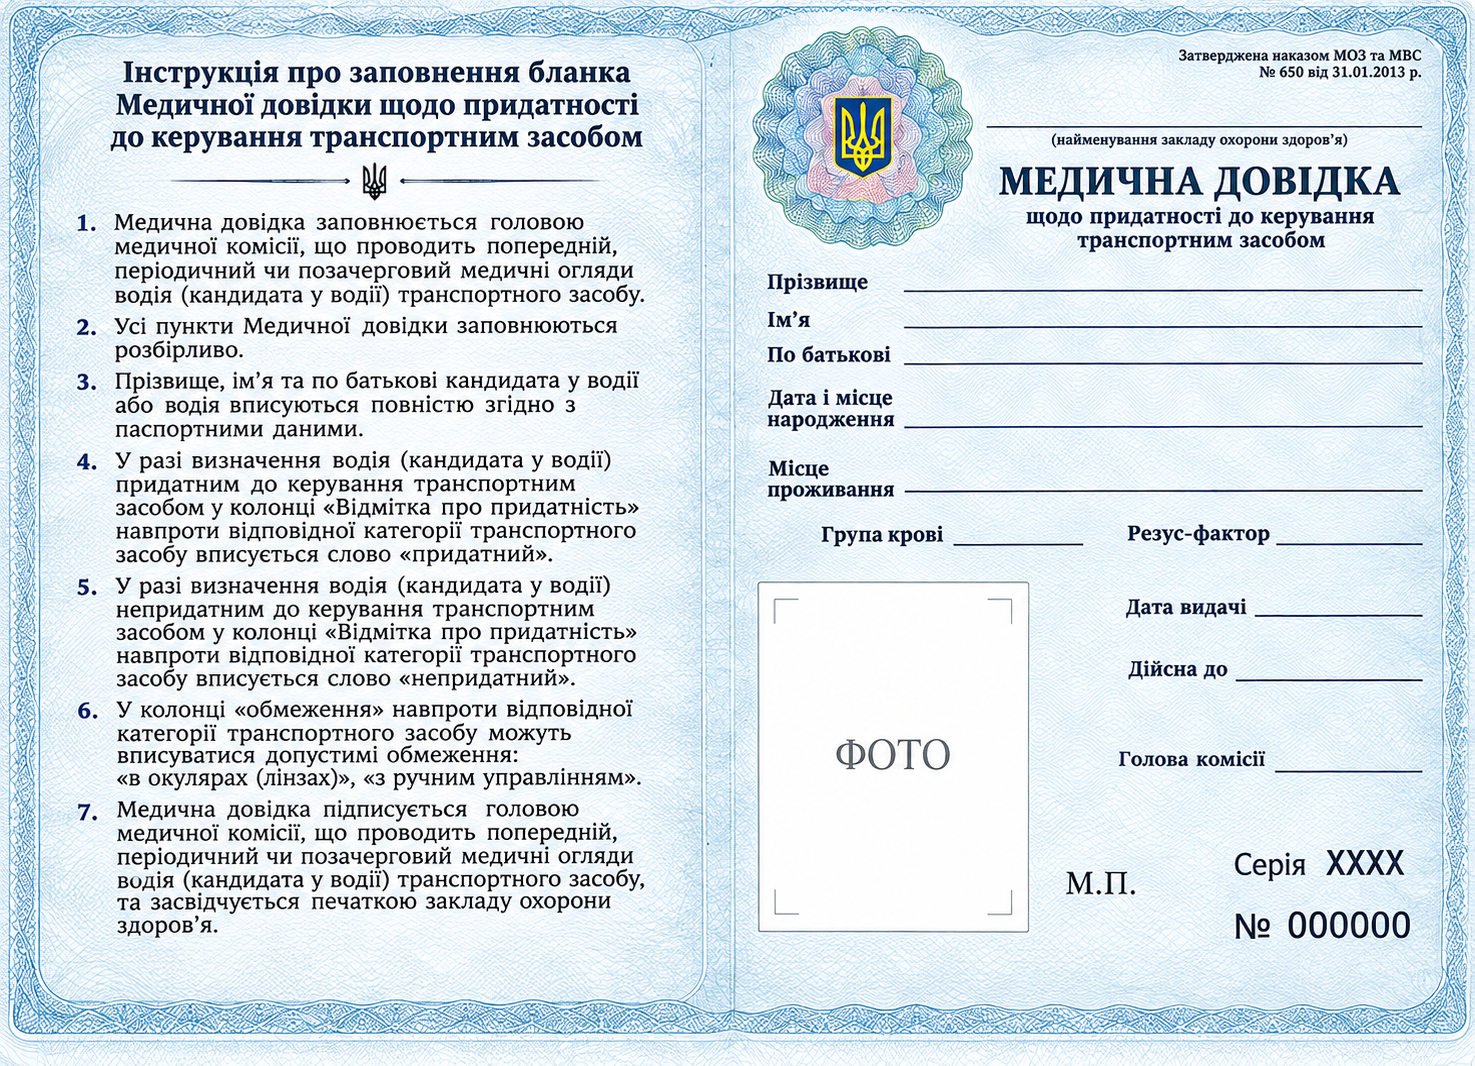 Інструкція про заповнення бланка
Медичної довідки щодо придатності
до керування транспортним засобом
1. Медична довідка заповнюється головою
медичної комісії, що проводить попередній,
періодичний чи позачерговий медичні огляди
водія (кандидата у водії) транспортного засобу.
2. Усі пункти Медичної довідки заповнюються
розбірливо.
3. Прізвище, ім’я та по батькові кандидата у водії
або водія вписуються повністю згідно з
паспортними даними.
4. У разі визначення водія (кандидата у водії)
придатним до керування транспортним
засобом у колонці «Відмітка про придатність»
навпроти відповідної категорії транспортного
засобу вписується слово «придатний».
5. У разі визначення водія (кандидата у водії)
непридатним до керування транспортним
засобом у колонці «Відмітка про придатність»
навпроти відповідної категорії транспортного
засобу вписується слово «непридатний».
6. У колонці «обмеження» навпроти відповідної
категорії транспортного засобу можуть
вписуватися допустимі обмеження:
«в окулярах (лінзах)», «з ручним управлінням».
7. Медична довідка підписується головою
медичної комісії, що проводить попередній,
періодичний чи позачерговий медичні огляди
водія (кандидата у водії) транспортного засобу,
та засвідчується печаткою закладу охорони
здоров’я.
Затверджена наказом МОЗ та МВС
№ 650 від 31.01.2013 р.
(найменування закладу охорони здоров’я)
МЕДИЧНА ДОВІДКА
щодо придатності до керування
транспортним засобом
Прізвище
Ім’я
По батькові
Дата і місце
народження
Місце
проживання
Група крові Резус-фактор
Дата видачі
Дійсна до
ФОТО
Голова комісії
М.П.
Серія XXXX
№ 000000